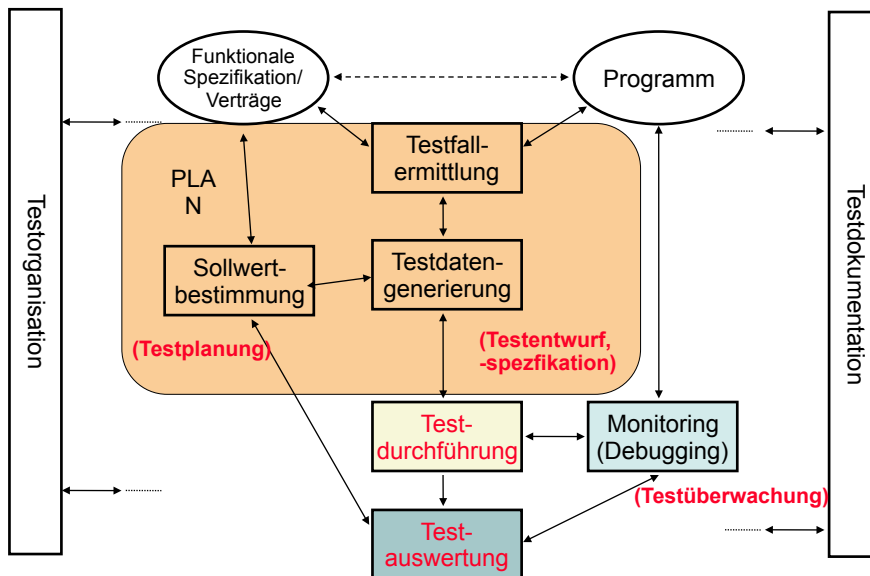 Testorganisation
Funktionale
Spezifikation/
Verträge
Programm
Testfall-
ermittlung
PLA
N
Sollwert-
bestimmung
Testdaten-
generierung
(Testplanung)
(Testentwurf,
-spezfikation)
Test-
durchführung
Monitoring
(Debugging)
(Testüberwachung)
Test-
auswertung
Testdokumentation